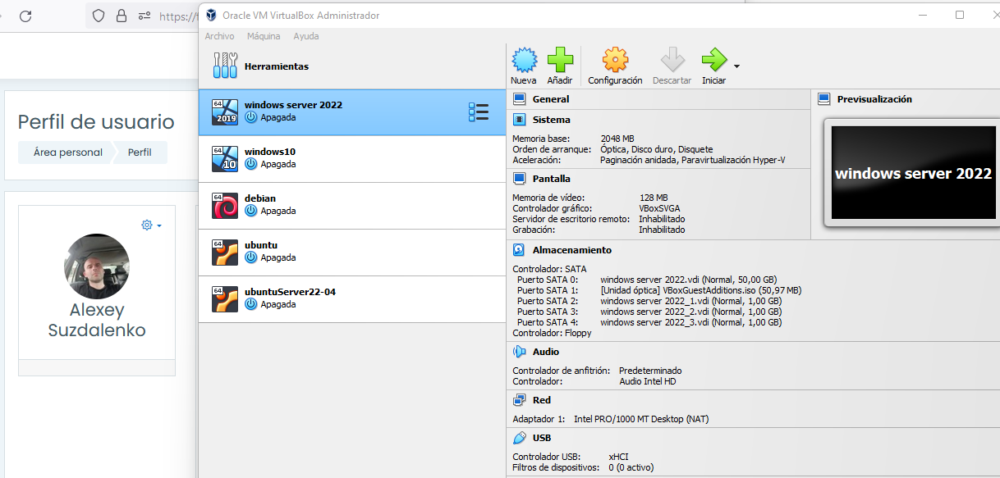 https://f
Perfil de usuario
Área personal
Perfil
Alexey
Suzdalenko
Oracle VM VirtualBox Administrador
Archivo Máquina Ayuda
Herramientas
64
2019
windows server 2022
Apagada
64
10
windows10
Apagada
64
debian
Apagada
64
ubuntu
Apagada
64
ubuntuServer22-04
Apagada
Nueva Añadir Configuración Descartar Iniciar
General
Sistema
Memoria base: 2048 MB
Orden de arranque: Óptica, Disco duro, Disquete
Aceleración: Paginación anidada, Paravirtualización Hyper-V
Pantalla
Memoria de vídeo: 128 MB
Controlador gráfico: VBoxSVGA
Servidor de escritorio remoto: Inhabilitado
Grabación: Inhabilitado
Previsualización
windows server 2022
Almacenamiento
Controlador: SATA
Puerto SATA 0: windows server 2022.vdi (Normal, 50,00 GB)
Puerto SATA 1: [Unidad óptica] VBoxGuestAdditions.iso (50,97 MB)
Puerto SATA 2: windows server 2022_1.vdi (Normal, 1,00 GB)
Puerto SATA 3: windows server 2022_2.vdi (Normal, 1,00 GB)
Puerto SATA 4: windows server 2022_3.vdi (Normal, 1,00 GB)
Controlador: Floppy
Audio
Controlador de anfitrión: Predeterminado
Controlador: Audio Intel HD
Red
Adaptador 1: Intel PRO/1000 MT Desktop (NAT)
USB
Controlador USB: xHCI
Filtros de dispositivos: 0 (0 activo)